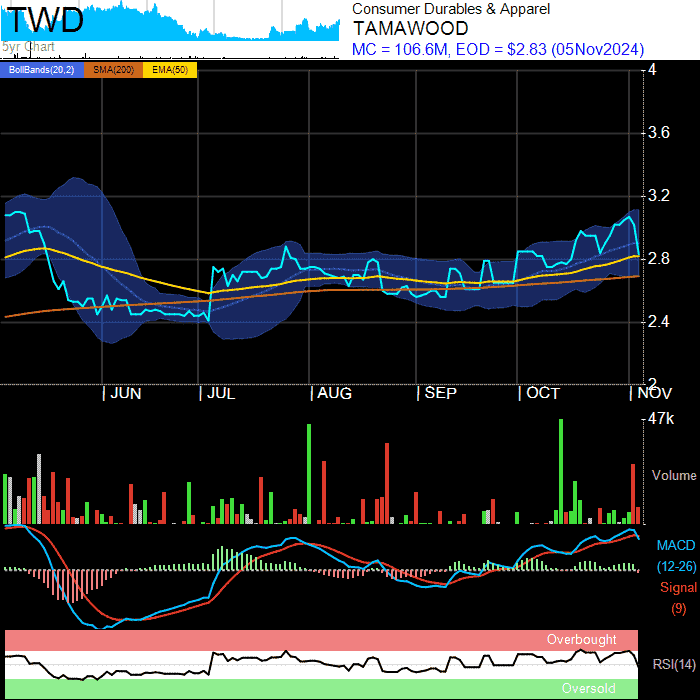 TWD
5yr Chart
Consumer Durables & Apparel
TAMAWOOD
MC = 106.6M, EOD = $2.83 (05Nov2024)
BollBands(20,2) SMA(200) EMA(50)
4
3.6
3.2
2.8
2.4
2
JUN JUL AUG SEP OCT NOV
47k
Volume
MACD
(12-26)
Signal
(9)
Overbought
RSI(14)
Oversold